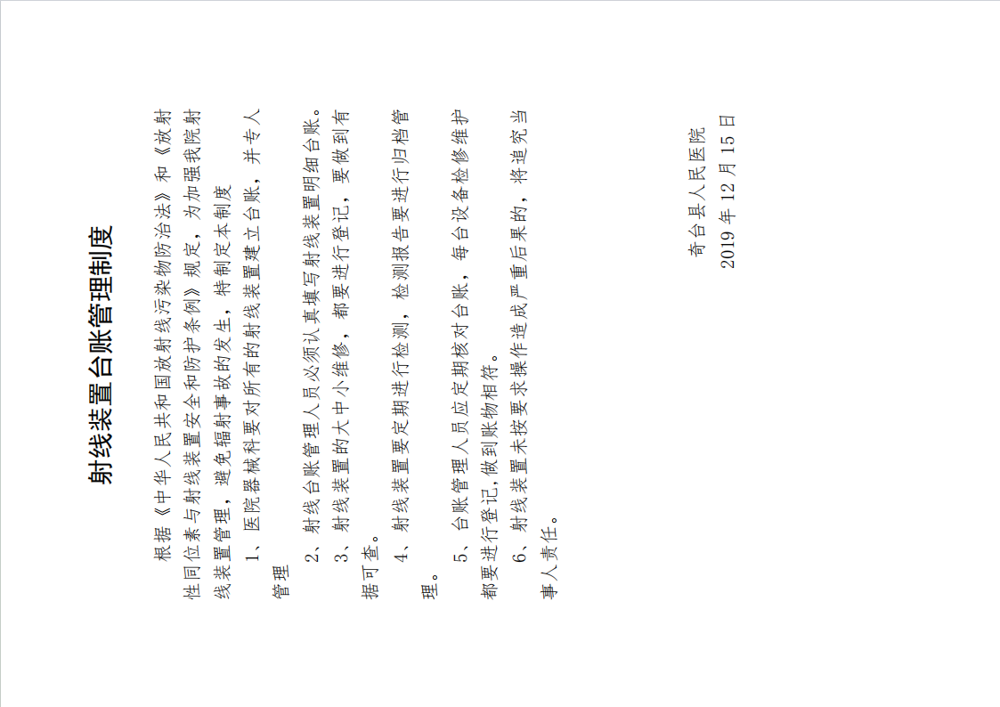 射线装置台账管理制度
根据《中华人民共和国放射线污染物防治法》和《放射
性同位素与射线装置安全和防护条例》规定，为加强我院射
线装置管理，避免辐射事故的发生，特制定本制度
1、医院器械科要对所有的射线装置建立台账，并专人
管理
2、射线台账管理人员必须认真填写射线装置明细台账。
3、射线装置的大中小维修，都要进行登记，要做到有
据可查。
4、射线装置要定期进行检测，检测报告要进行归档管
理。
5、台账管理人员应定期核对台账，每台设备检修维护
都要进行登记,做到账物相符。
6、射线装置未按要求操作造成严重后果的，将追究当
事人责任。
奇台县人民医院
2019年12月15日